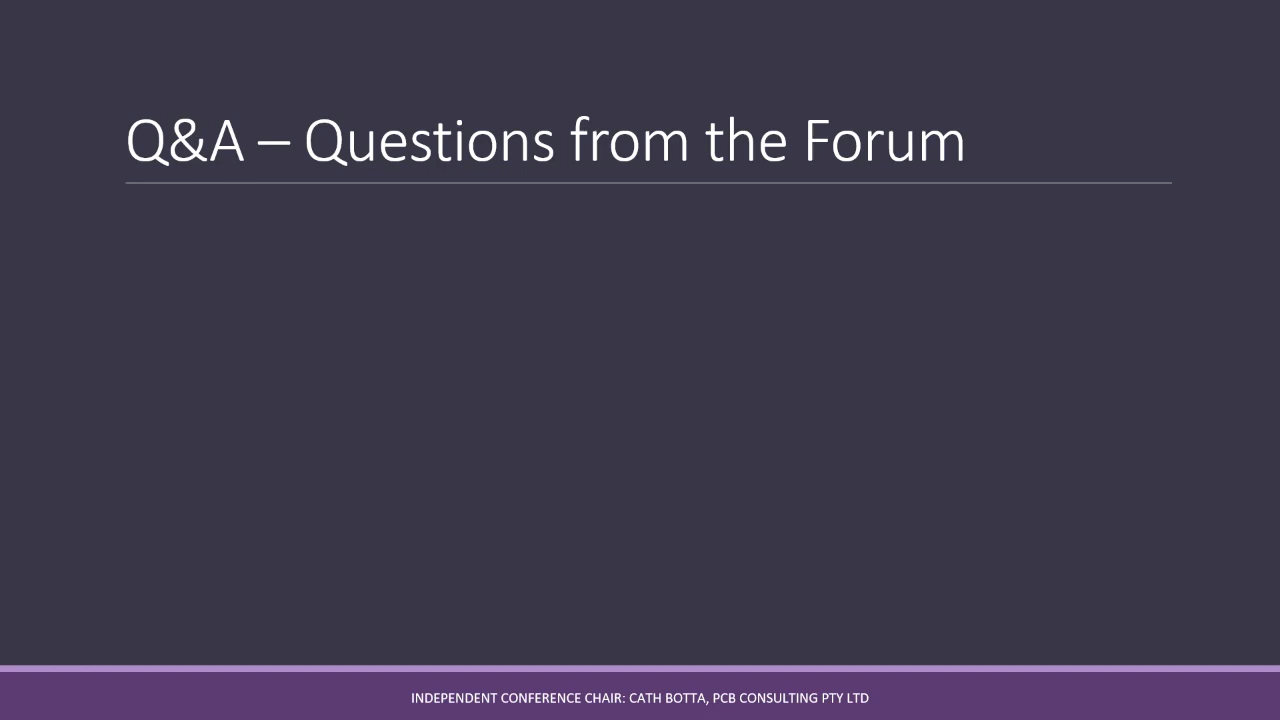 Q&A – Questions from the Forum
INDEPENDENT CONFERENCE CHAIR: CATH BOTTA, PCB CONSULTING PTY LTD